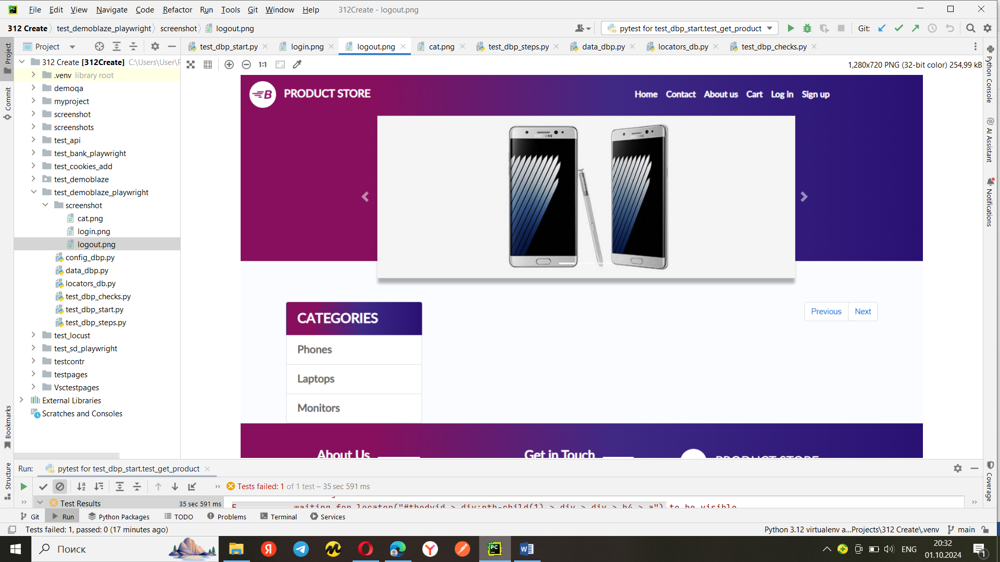 File Edit View Navigate Code Refactor Run Tools Git Window Help 312Create - logout.png
312 Create test_demoblaze_playwright screenshot logout.png pytest for test_dbp_start.test_get_product Git:
Project
test_dbp_start.py login.png logout.png cat.png test_dbp_steps.py data_dbp.py locators_db.py test_dbp_checks.py
1,280x720 PNG (32-bit color) 254,99 kB
1:1
312 Create [312Create] C:\Users\User\
.venv library root
demoqa
myproject
screenshot
screenshots
test_api
test_bank_playwright
test_cookies_add
test_demoblaze
test_demoblaze_playwright
screenshot
cat.png
login.png
logout.png
config_dbp.py
data_dbp.py
locators_db.py
test_dbp_checks.py
test_dbp_start.py
test_dbp_steps.py
test_locust
test_sd_playwright
testcontr
testpages
Vsctestpages
External Libraries
Scratches and Consoles
Project
Commit
Bookmarks
Structure
B PRODUCT STORE
Home Contact About us Cart Log in Sign up
SAMSUNG
SAMSUNG
CATEGORIES
Phones
Laptops
Monitors
Previous Next
About Us
Get in Touch
PRODUCT STORE
Python Console
AI Assistant
Notifications
Coverage
Run: pytest for test_dbp_start.test_get_product
Tests failed: 1 of 1 test – 35 sec 591 ms
Test Results 35 sec 591 ms
E waiting for locator("#tbodyid > div:nth-child(1) > div > div > h4 > a") to be visible
Git Run Python Packages TODO Problems Terminal Services
Tests failed: 1, passed: 0 (17 minutes ago)
Python 3.12 virtualenv a...Projects\312 Create\.venv main
Поиск
ENG
20:32
01.10.2024
1